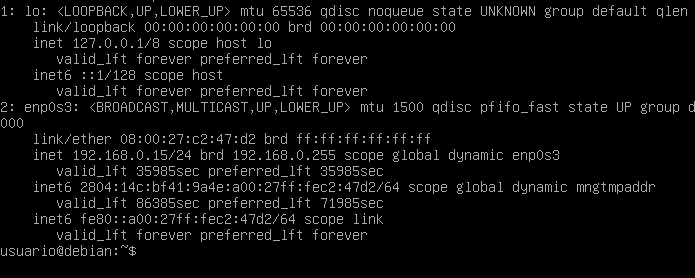 1: lo: <LOOPBACK,UP,LOWER_UP> mtu 65536 qdisc noqueue state UNKNOWN group default qlen
link/loopback 00:00:00:00:00:00 brd 00:00:00:00:00:00
inet 127.0.0.1/8 scope host lo
valid_lft forever preferred_lft forever
inet6 ::1/128 scope host
valid_lft forever preferred_lft forever
2: enp0s3: <BROADCAST,MULTICAST,UP,LOWER_UP> mtu 1500 qdisc pfifo_fast state UP group d
000
link/ether 08:00:27:c2:47:d2 brd ff:ff:ff:ff:ff:ff
inet 192.168.0.15/24 brd 192.168.0.255 scope global dynamic enp0s3
valid_lft 35985sec preferred_lft 35985sec
inet6 2804:14c:bf41:9a4e:a00:27ff:fec2:47d2/64 scope global dynamic mngtmpaddr
valid_lft 86385sec preferred_lft 71985sec
inet6 fe80::a00:27ff:fec2:47d2/64 scope link
valid_lft forever preferred_lft forever
usuario@debian:~$